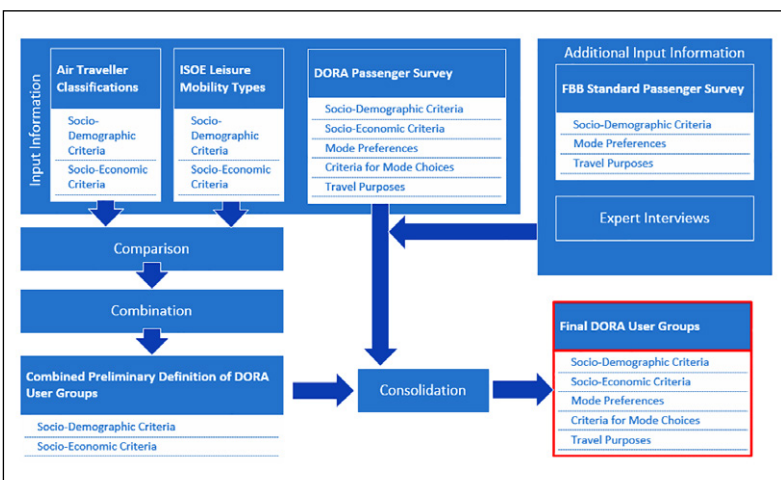 Input Information
Air Traveller
Classifications
Socio-
Demographic
Criteria
Socio-Economic
Criteria
ISOE Leisure
Mobility Types
Socio-
Demographic
Criteria
Socio-Economic
Criteria
DORA Passenger Survey
Socio-Demographic Criteria
Socio-Economic Criteria
Mode Preferences
Criteria for Mode Choices
Travel Purposes
Additional Input Information
FBB Standard Passenger Survey
Socio-Demographic Criteria
Mode Preferences
Travel Purposes
Expert Interviews
Comparison
Combination
Combined Preliminary Definition of DORA
User Groups
Socio-Demographic Criteria
Socio-Economic Criteria
Consolidation
Final DORA User Groups
Socio-Demographic Criteria
Socio-Economic Criteria
Mode Preferences
Criteria for Mode Choices
Travel Purposes